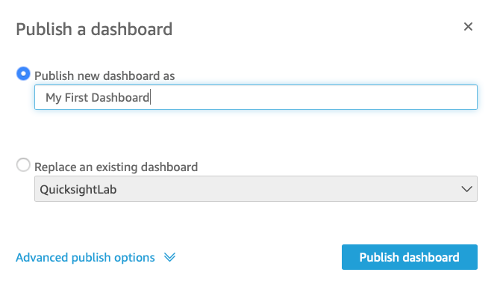 Publish a dashboard
Publish new dashboard as
My First Dashboard
Replace an existing dashboard
QuicksightLab
Advanced publish options
Publish dashboard